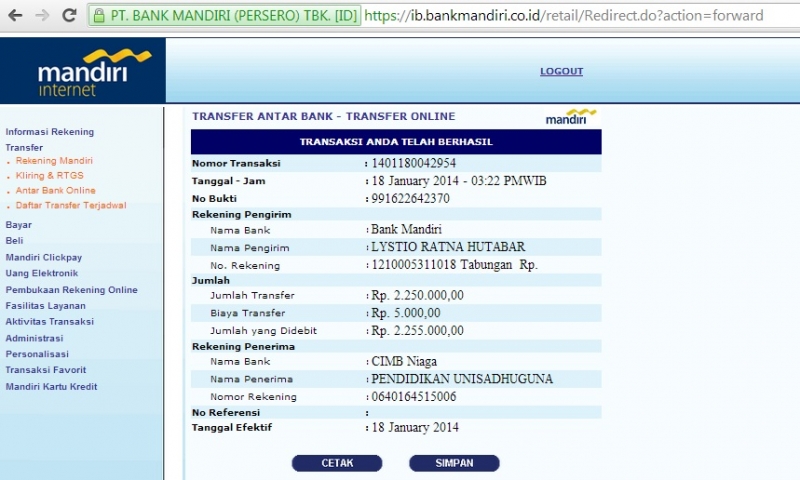 PT. BANK MANDIRI (PERSERO) TBK. [ID] https://ib.bankmandiri.co.id/retail/Redirect.do?action=forward
mandiri
internet
LOGOUT
Informasi Rekening
Transfer
Rekening Mandiri
Kliring & RTGS
Antar Bank Online
Daftar Transfer Terjadwal
Bayar
Beli
Mandiri Clickpay
Uang Elektronik
Pembukaan Rekening Online
Fasilitas Layanan
Aktivitas Transaksi
Administrasi
Personalisasi
Transaksi Favorit
Mandiri Kartu Kredit
TRANSFER ANTAR BANK - TRANSFER ONLINE
mandiri
TRANSAKSI ANDA TELAH BERHASIL
Nomor Transaksi : 1401180042954
Tanggal - Jam : 18 January 2014 - 03:22 PMWIB
No Bukti : 991622642370
Rekening Pengirim
Nama Bank : Bank Mandiri
Nama Pengirim : LYSTIO RATNA HUTABAR
No. Rekening : 1210005311018 Tabungan Rp.
Jumlah
Jumlah Transfer : Rp. 2.250.000,00
Biaya Transfer : Rp. 5.000,00
Jumlah yang Didebit : Rp. 2.255.000,00
Rekening Penerima
Nama Bank : CIMB Niaga
Nama Penerima : PENDIDIKAN UNISADHUGUNA
Nomor Rekening : 0640164515006
No Referensi :
Tanggal Efektif : 18 January 2014
CETAK
SIMPAN